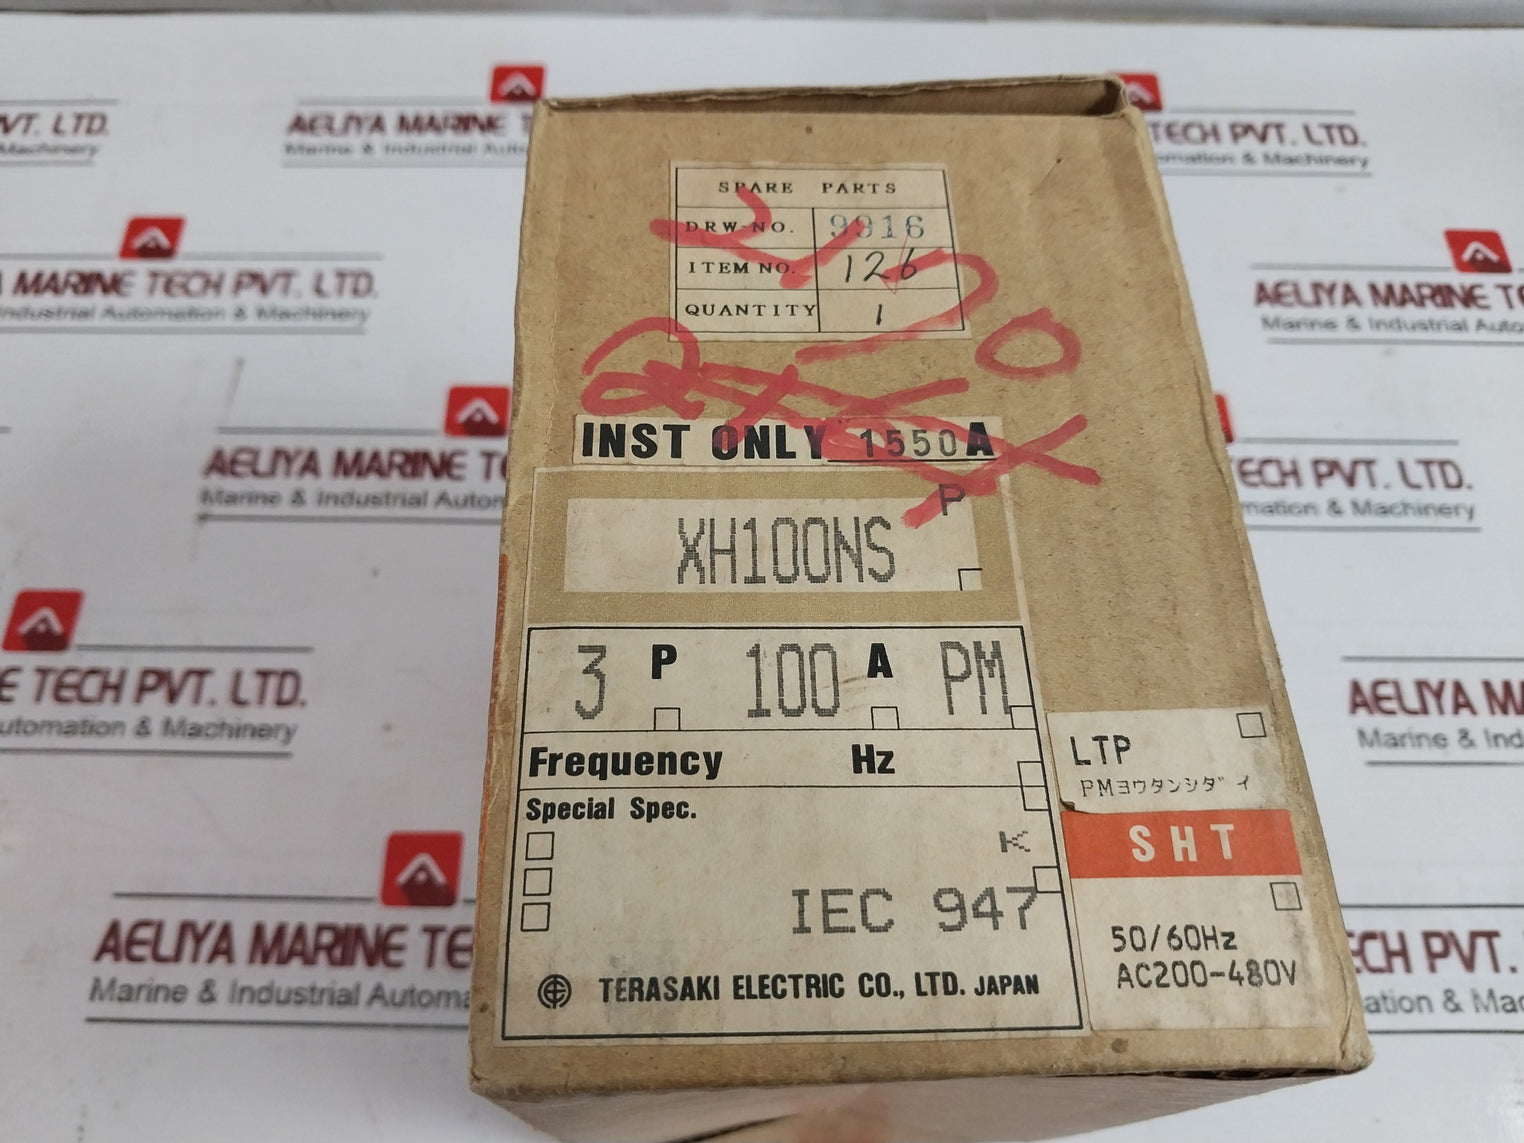 SPARE PARTS
DRW-NO. 9916
ITEM NO. 126
QUANTITY 1
INST ONLY 1550A
P
XH100NS
3 P 100 A PM
Frequency Hz
Special Spec.
K
IEC 947
TERASAKI ELECTRIC CO., LTD. JAPAN
LTP
PMヨウタンシダイ
SHT
50/60Hz
AC200-480V
AELIYA MARINE TECH PVT. LTD.
Marine & Industrial Automation & Machinery